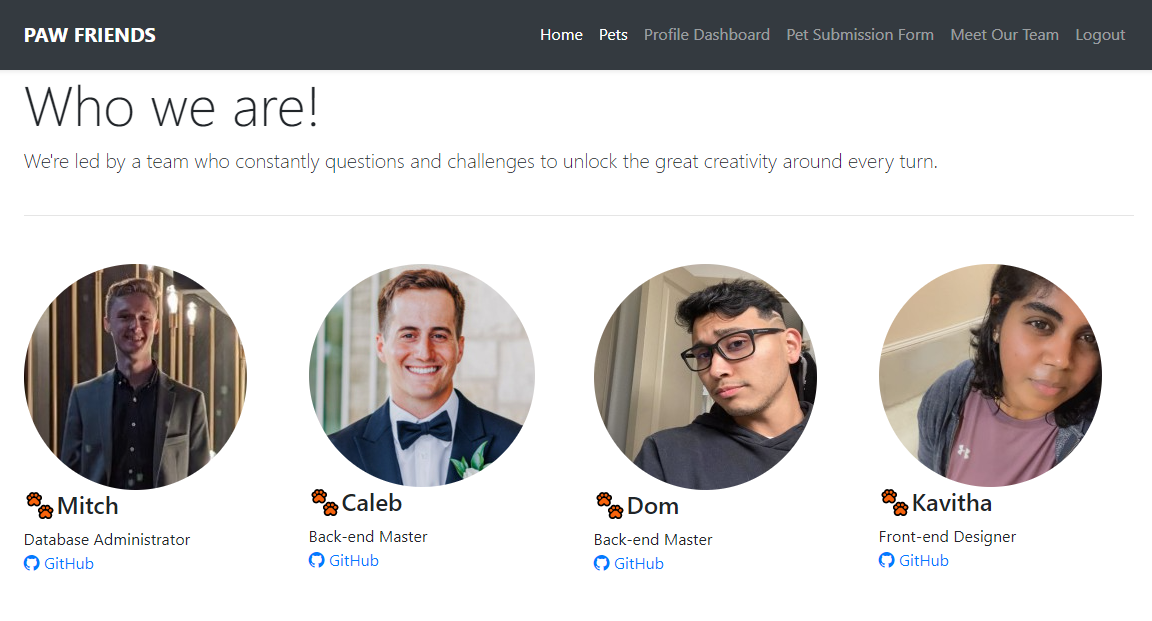 PAW FRIENDS
Home Pets Profile Dashboard Pet Submission Form Meet Our Team Logout
Who we are!
We're led by a team who constantly questions and challenges to unlock the great creativity around every turn.
Mitch
Database Administrator
GitHub
Caleb
Back-end Master
GitHub
Dom
Back-end Master
GitHub
Kavitha
Front-end Designer
GitHub